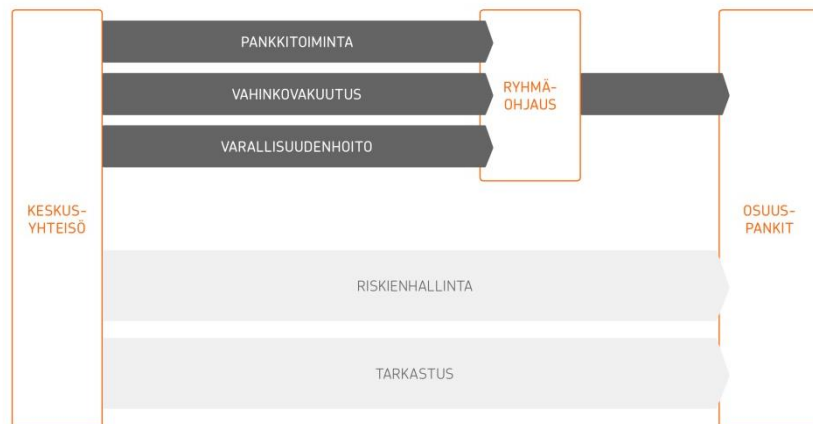 PANKKITOIMINTA
VAHINKOVAKUUTUS
VARALLISUUDENHOITO
RYHMÄ-
OHJAUS
KESKUS-
YHTEISÖ
OSUUS-
PANKIT
RISKIENHALLINTA
TARKASTUS